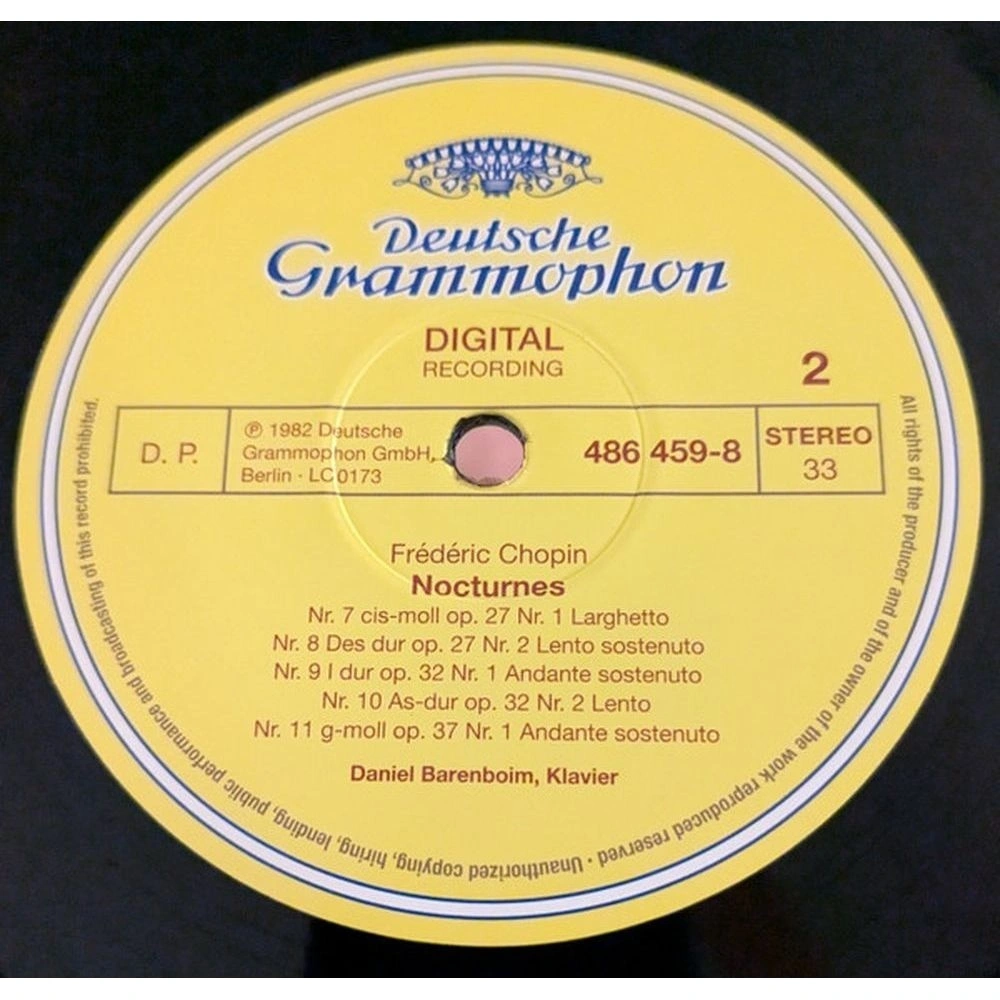 Deutsche
Grammophon
DIGITAL
RECORDING
2
D. P.
℗ 1982 Deutsche
Grammophon GmbH,
Berlin · LC 0173
486 459-8
STEREO
33
Frédéric Chopin
Nocturnes
Nr. 7 cis-moll op. 27 Nr. 1 Larghetto
Nr. 8 Des dur op. 27 Nr. 2 Lento sostenuto
Nr. 9 I dur op. 32 Nr. 1 Andante sostenuto
Nr. 10 As-dur op. 32 Nr. 2 Lento
Nr. 11 g-moll op. 37 Nr. 1 Andante sostenuto
Daniel Barenboim, Klavier
All rights of the producer and of the owner of the work reproduced reserved · Unauthorized copying, hiring, lending, public performance and broadcasting of this record prohibited.